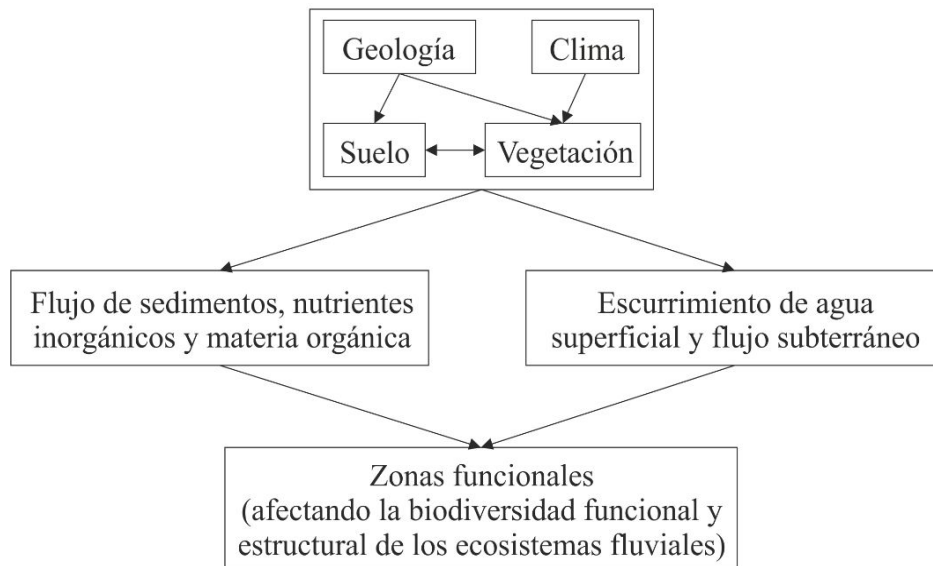 Geología
Clima
Suelo
Vegetación
Flujo de sedimentos, nutrientes
inorgánicos y materia orgánica
Escurrimiento de agua
superficial y flujo subterráneo
Zonas funcionales
(afectando la biodiversidad funcional y
estructural de los ecosistemas fluviales)